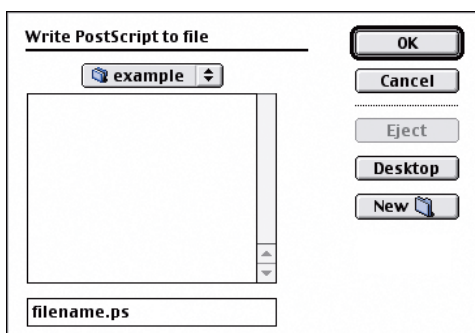 Write PostScript to file
example
filename.ps
OK
Cancel
Eject
Desktop
New